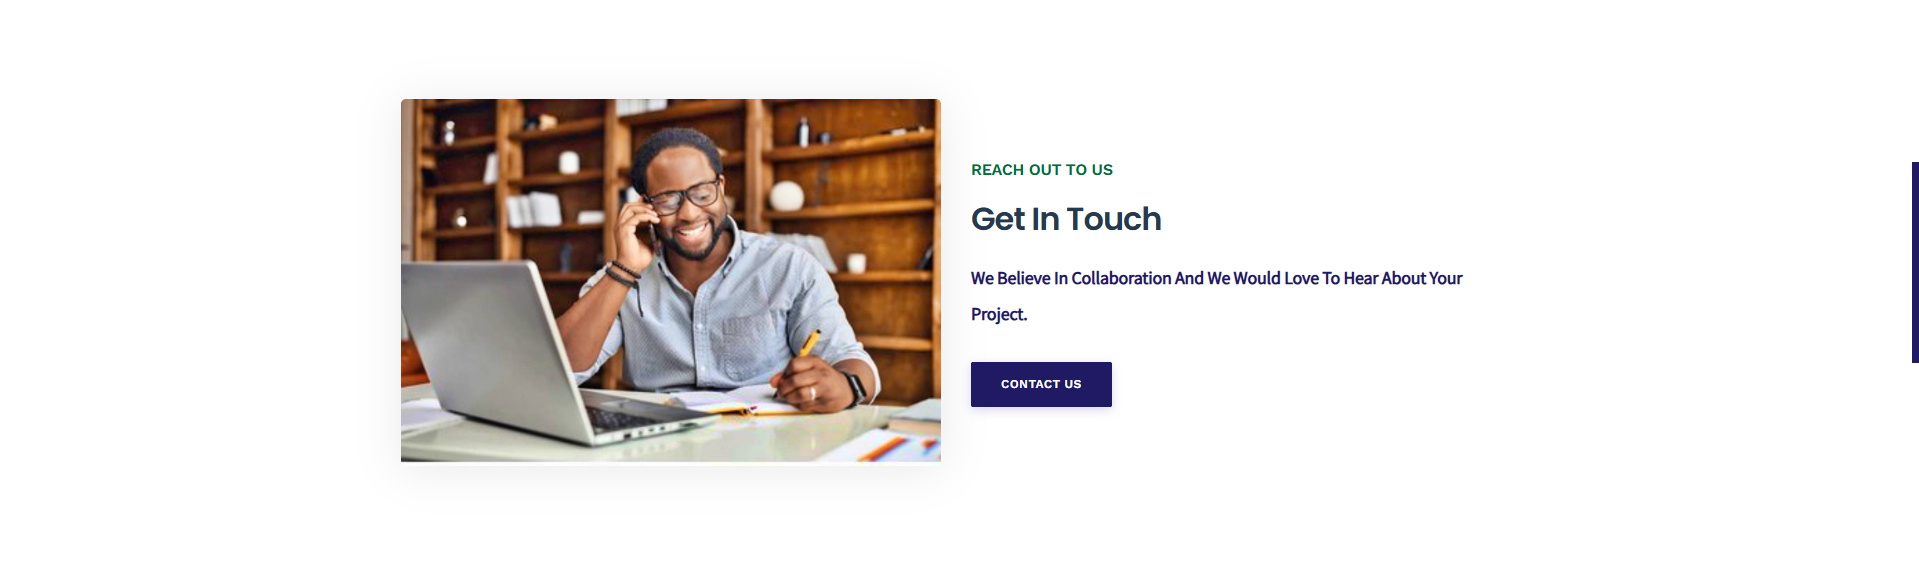 REACH OUT TO US
Get In Touch
We Believe In Collaboration And We Would Love To Hear About Your
Project.
CONTACT US